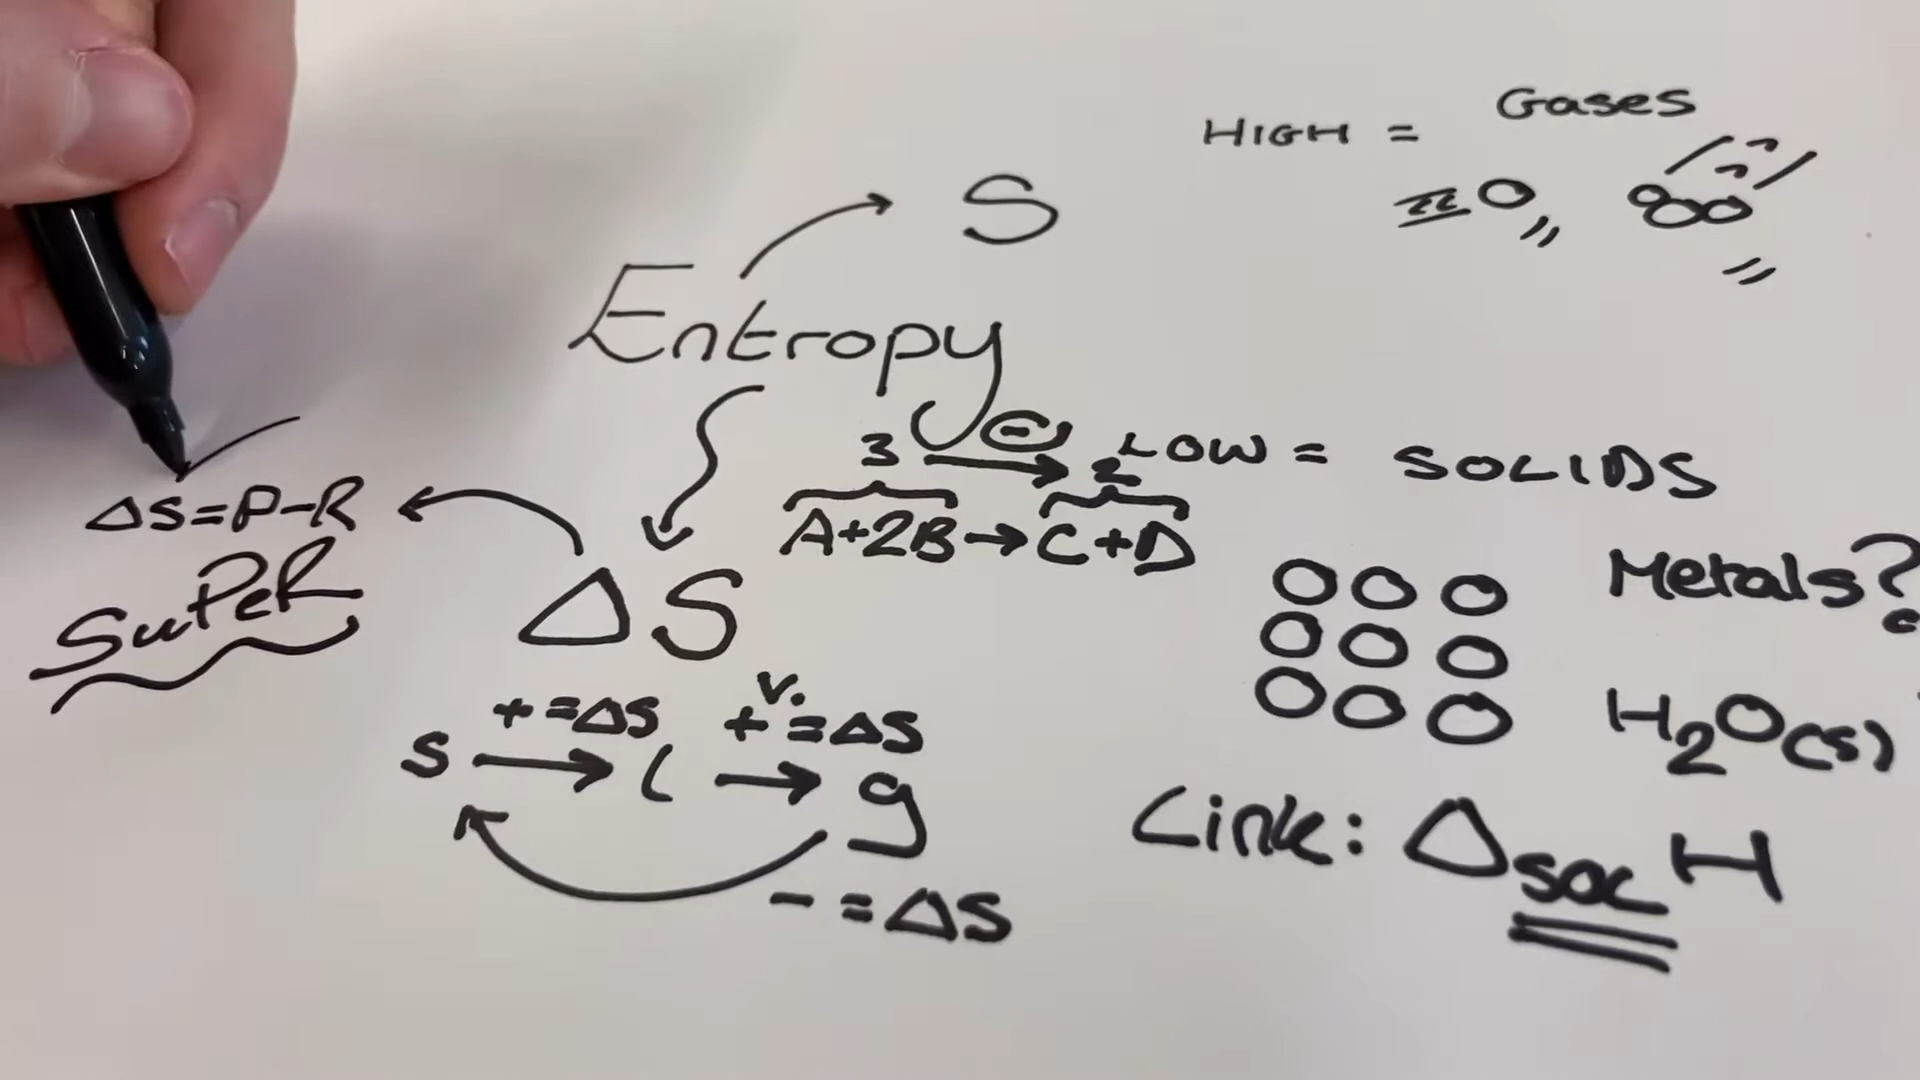 Gases
HIGH =
S
Entropy
LOW = SOLIDS
3 → 2
(-)
A+2B → C+D
ΔS=P-R
SuPeR
ΔS
Metals?
H₂O(s)
+ = ΔS
v.
+ = ΔS
s → l → g
- = ΔS
Link: ΔsolH